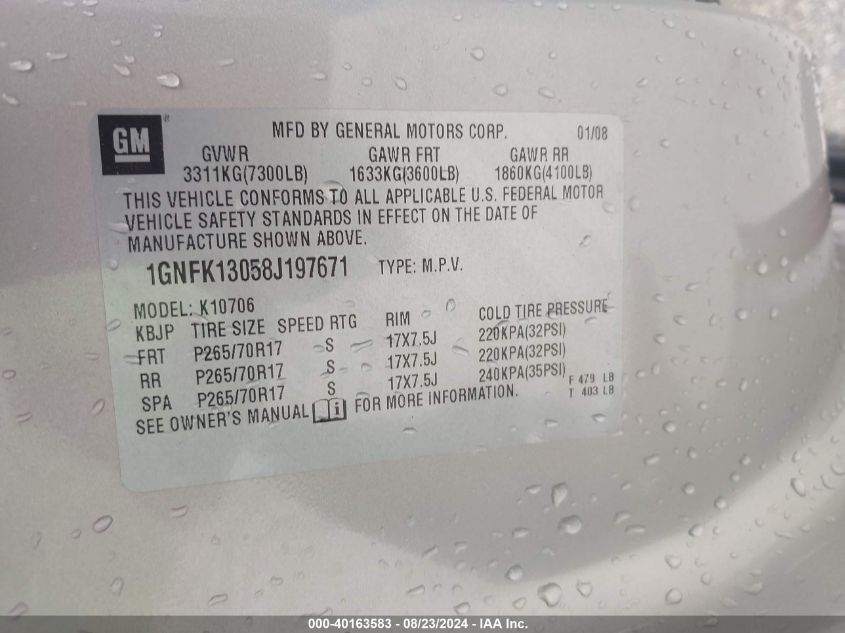 GM
MFD BY GENERAL MOTORS CORP. 01/08
GVWR GAWR FRT GAWR RR
3311KG(7300LB) 1633KG(3600LB) 1860KG(4100LB)
THIS VEHICLE CONFORMS TO ALL APPLICABLE U.S. FEDERAL MOTOR
VEHICLE SAFETY STANDARDS IN EFFECT ON THE DATE OF
MANUFACTURE SHOWN ABOVE.
1GNFK13058J197671 TYPE: M.P.V.
MODEL: K10706
KBJP TIRE SIZE SPEED RTG RIM COLD TIRE PRESSURE
FRT P265/70R17 S 17X7.5J 220KPA(32PSI)
RR P265/70R17 S 17X7.5J 220KPA(32PSI)
SPA P265/70R17 S 17X7.5J 240KPA(35PSI)
F 479 LB
T 403 LB
SEE OWNER'S MANUAL i FOR MORE INFORMATION.
000-40163583 - 08/23/2024 - IAA Inc.